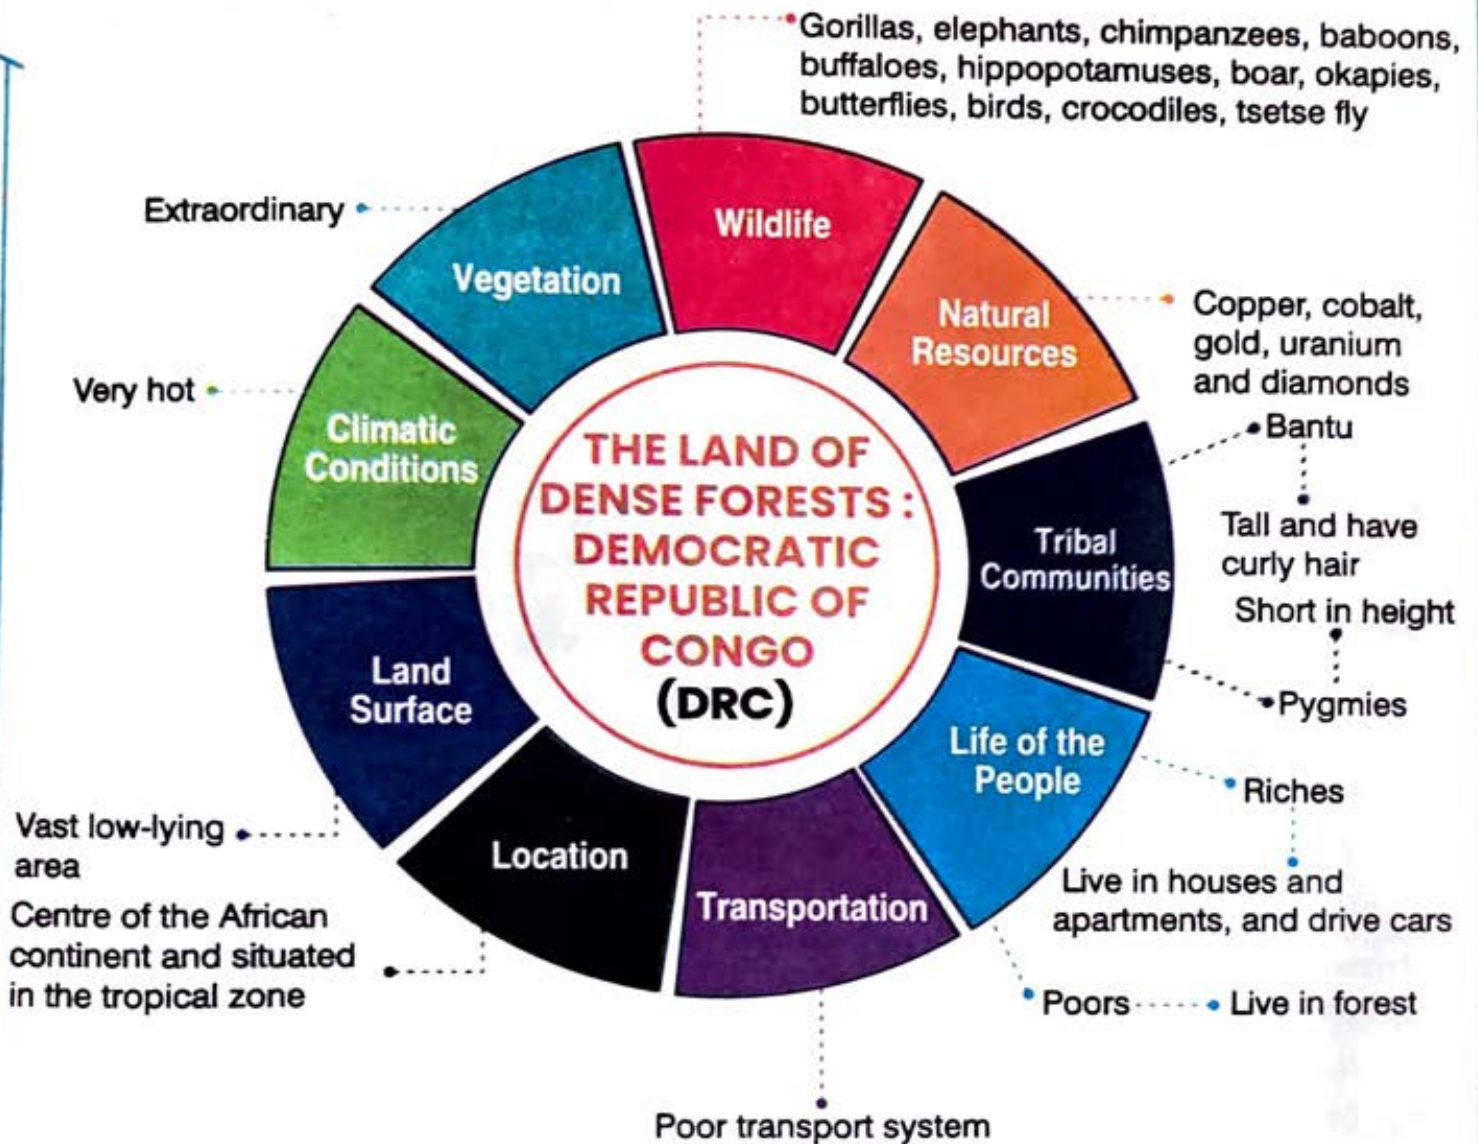 Gorillas, elephants, chimpanzees, baboons,
buffaloes, hippopotamuses, boar, okapies,
butterflies, birds, crocodiles, tsetse fly
Extraordinary
Wildlife
Vegetation
Natural
Resources
Copper, cobalt,
gold, uranium
and diamonds
Very hot
Climatic
Conditions
Bantu
Tall and have
curly hair
THE LAND OF
DENSE FORESTS :
DEMOCRATIC
REPUBLIC OF
CONGO
(DRC)
Tribal
Communities
Short in height
Pygmies
Land
Surface
Life of the
People
Riches
Live in houses and
apartments, and drive cars
Vast low-lying
area
Location
Centre of the African
continent and situated
in the tropical zone
Transportation
Poors
Live in forest
Poor transport system